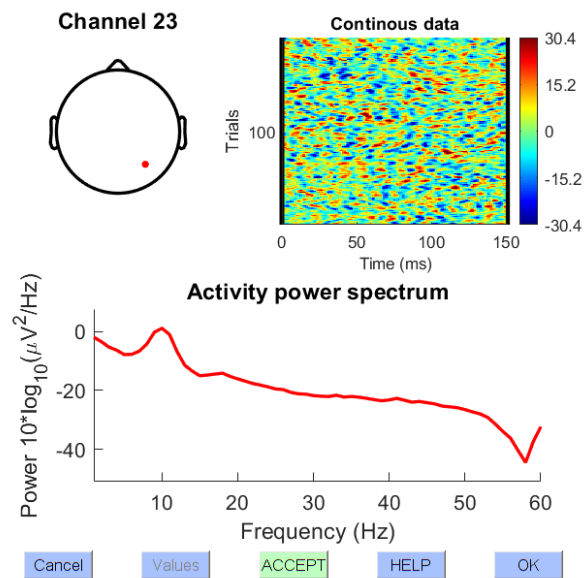 Channel 23
Continous data
Trials
100
0
50
100
150
Time (ms)
30.4
15.2
0
-15.2
-30.4
Activity power spectrum
Power 10*log10(μV2/Hz)
0
-20
-40
10
20
30
40
50
60
Frequency (Hz)
Cancel
Values
ACCEPT
HELP
OK